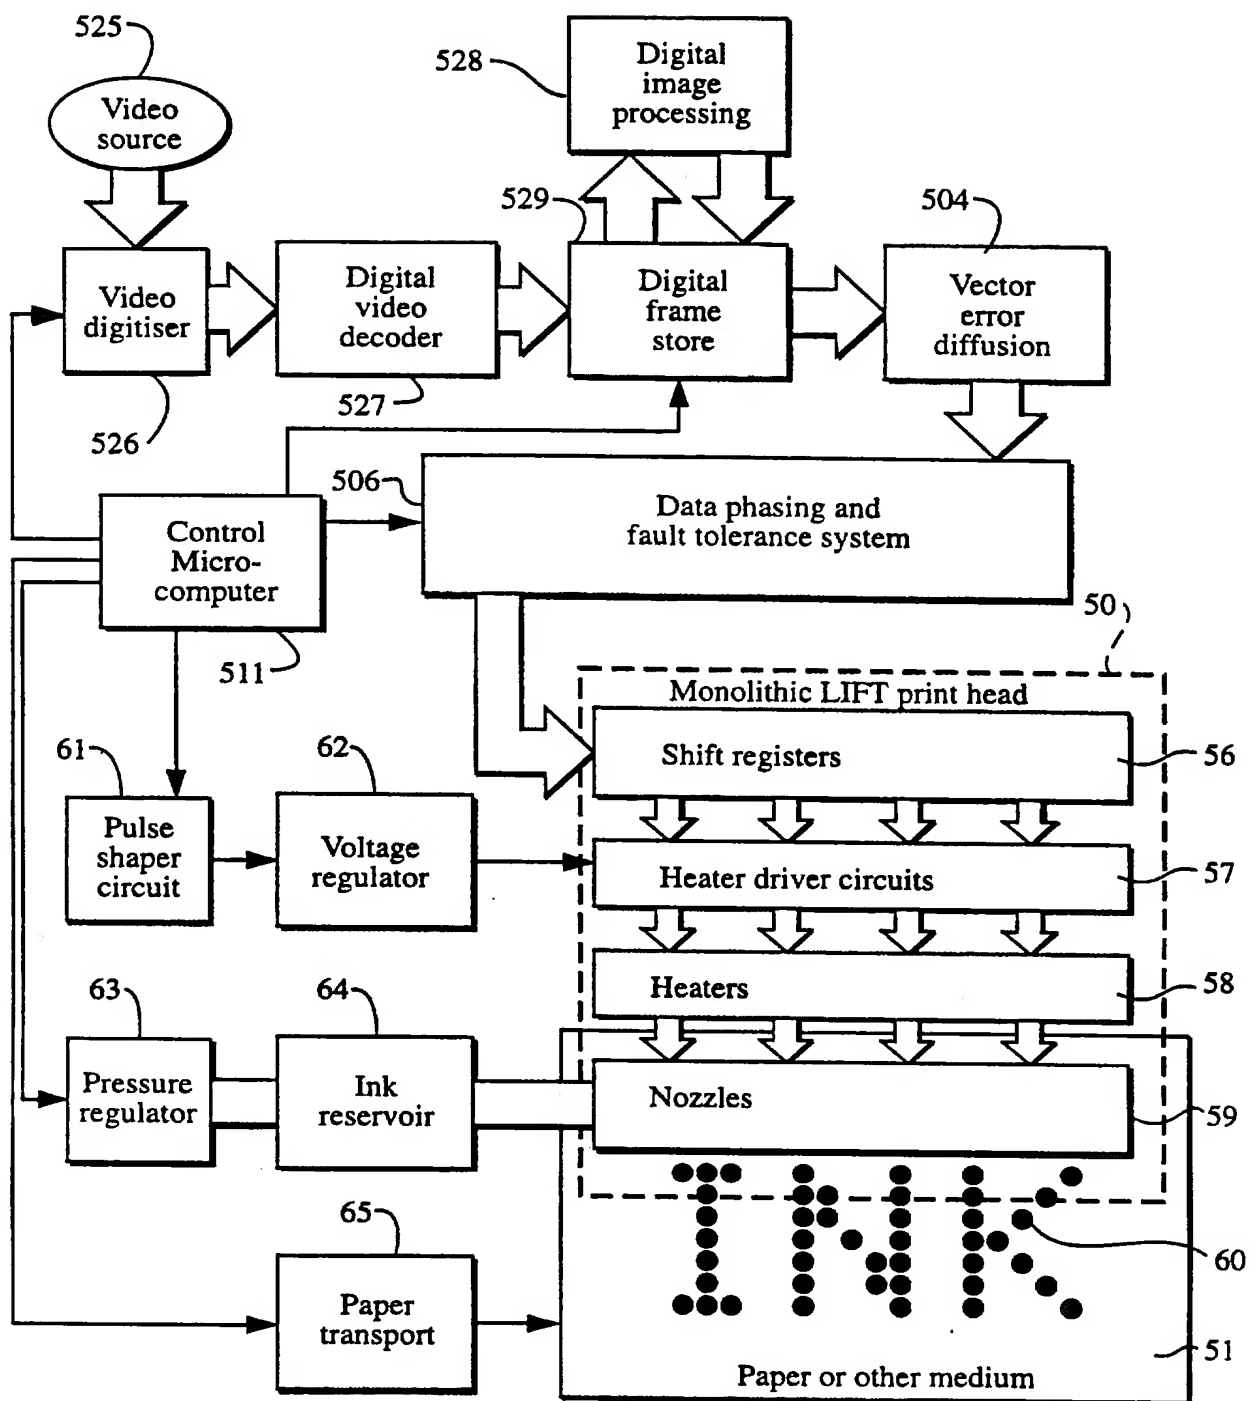 525
Video
source
528
Digital
image
processing
529
504
Video
digitiser
Digital
video
decoder
Digital
frame
store
Vector
error
diffusion
526
527
506
Control
Micro-
computer
Data phasing and
fault tolerance system
511
50
Monolithic LIFT print head
61
62
Shift registers
56
Pulse
shaper
circuit
Voltage
regulator
Heater driver circuits
57
63
64
Heaters
58
Pressure
regulator
Ink
reservoir
Nozzles
59
INK
60
65
Paper
transport
51
Paper or other medium